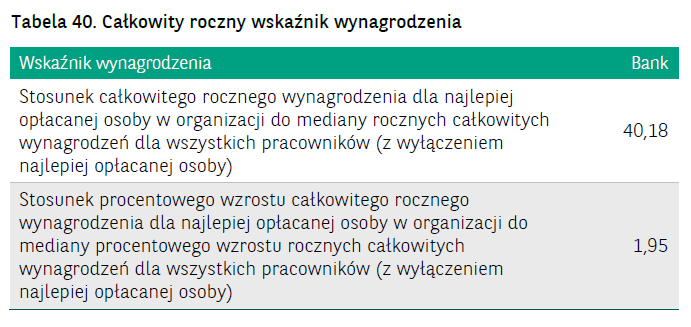 Tabela 40. Całkowity roczny wskaźnik wynagrodzenia
Wskaźnik wynagrodzenia Bank
Stosunek całkowitego rocznego wynagrodzenia dla najlepiej
opłacanej osoby w organizacji do mediany rocznych całkowitych
wynagrodzeń dla wszystkich pracowników (z wyłączeniem
najlepiej opłacanej osoby)
40,18
Stosunek procentowego wzrostu całkowitego rocznego
wynagrodzenia dla najlepiej opłacanej osoby w organizacji do
mediany procentowego wzrostu rocznych całkowitych
wynagrodzeń dla wszystkich pracowników (z wyłączeniem
najlepiej opłacanej osoby)
1,95